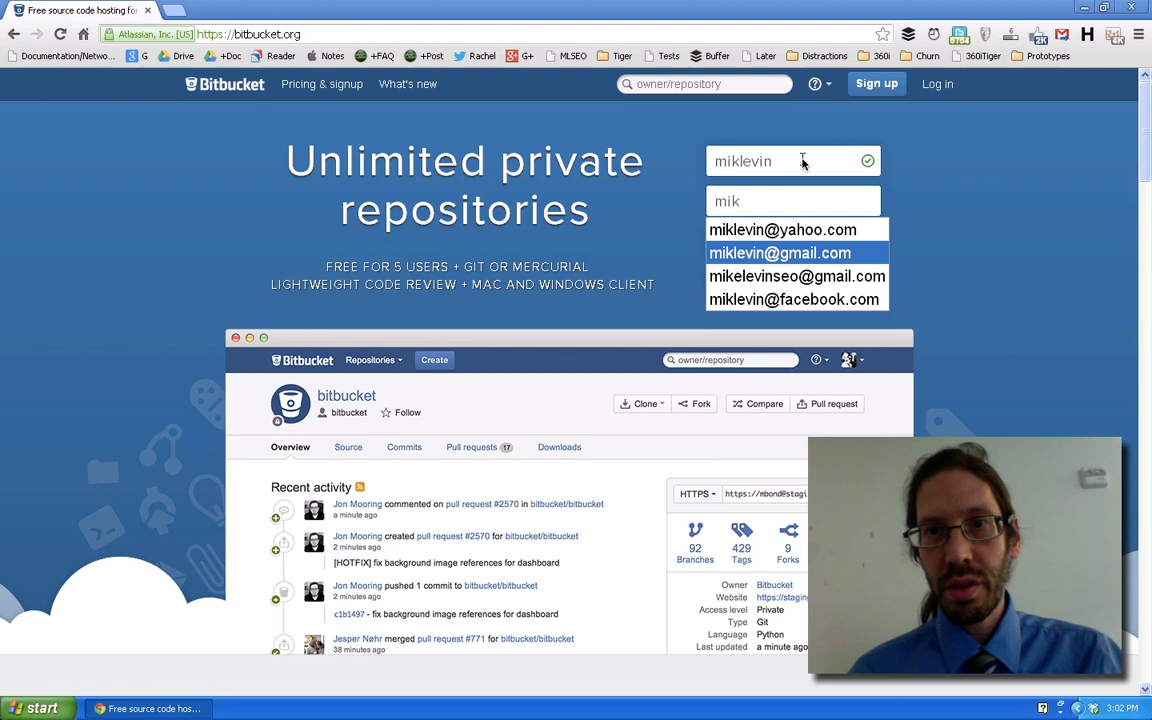 Free source code hosting for
Atlassian, Inc. [US] https://bitbucket.org
Documentation/Netwo... G Drive +Doc Reader Notes +FAQ +Post Rachel G+ MLSEO Tiger Tests Buffer Later Distractions 360i Churn 360iTiger Prototypes
Bitbucket Pricing & signup What's new owner/repository Sign up Log in
Unlimited private
repositories
FREE FOR 5 USERS + GIT OR MERCURIAL
LIGHTWEIGHT CODE REVIEW + MAC AND WINDOWS CLIENT
miklevin
mik
miklevin@yahoo.com
miklevin@gmail.com
mikelevinseo@gmail.com
miklevin@facebook.com
Bitbucket Repositories Create owner/repository
bitbucket
bitbucket Follow
Clone Fork Compare Pull request
Overview Source Commits Pull requests 17 Downloads
Recent activity
Jon Mooring commented on pull request #2570 in bitbucket/bitbucket
a minute ago
Jon Mooring created pull request #2570 for bitbucket/bitbucket
2 minutes ago
[HOTFIX] fix background image references for dashboard
Jon Mooring pushed 1 commit to bitbucket/bitbucket
2 minutes ago
c1b1497 - fix background image references for dashboard
Jesper Nøhr merged pull request #771 for bitbucket/bitbucket
38 minutes ago
HTTPS https://mbond@stagi
92 429 9
Branches Tags Forks
Owner Bitbucket
Website https://staging
Access level Private
Type Git
Language Python
Last updated a minute ago
start Free source code hos... 3:02 PM